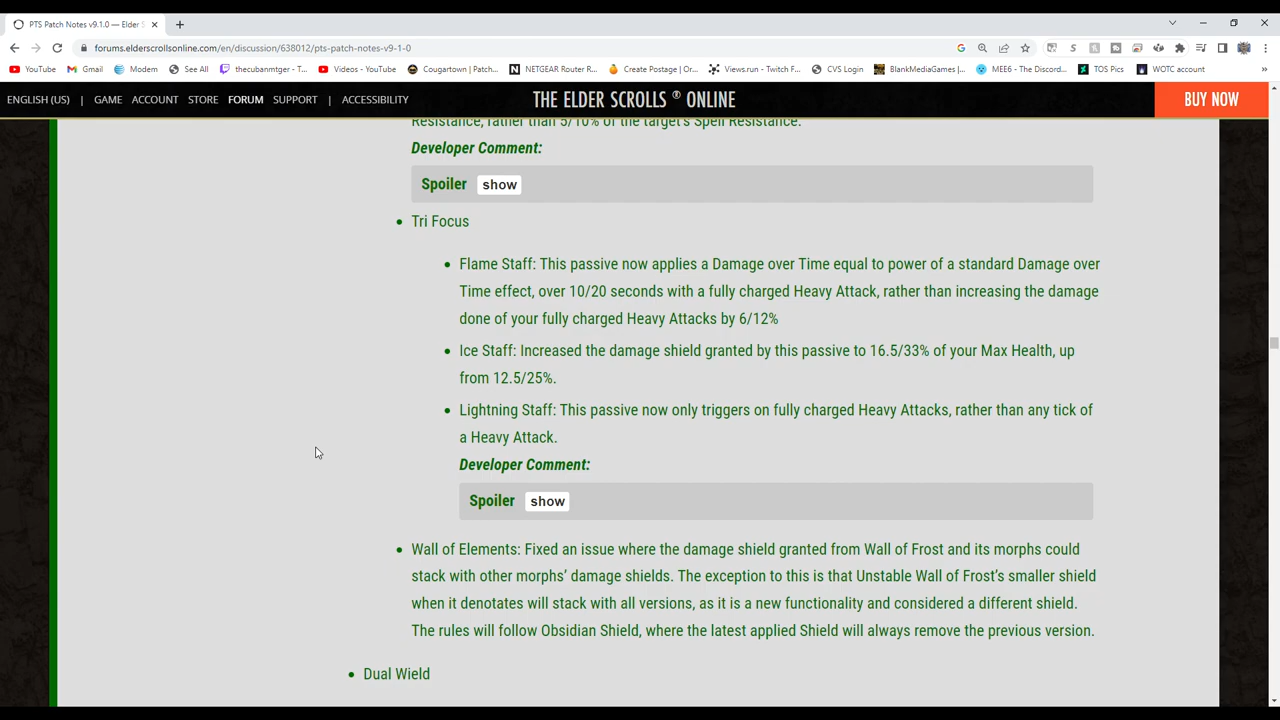 PTS Patch Notes v9.1.0 — Elder S
forums.elderscrollsonline.com/en/discussion/638012/pts-patch-notes-v9-1-0
YouTube Gmail Modem See All thecubanmtger - T... Videos - YouTube Cougartown | Patch... NETGEAR Router R... Create Postage | Or... Views.run - Twitch F... CVS Login BlankMediaGames |... MEE6 - The Discord... TOS Pics WOTC account »
ENGLISH (US) | GAME ACCOUNT STORE FORUM SUPPORT | ACCESSIBILITY THE ELDER SCROLLS ® ONLINE BUY NOW
Resistance, rather than 5/10% of the target's Spell Resistance.
Developer Comment:
Spoiler show
• Tri Focus
• Flame Staff: This passive now applies a Damage over Time equal to power of a standard Damage over
Time effect, over 10/20 seconds with a fully charged Heavy Attack, rather than increasing the damage
done of your fully charged Heavy Attacks by 6/12%
• Ice Staff: Increased the damage shield granted by this passive to 16.5/33% of your Max Health, up
from 12.5/25%.
• Lightning Staff: This passive now only triggers on fully charged Heavy Attacks, rather than any tick of
a Heavy Attack.
Developer Comment:
Spoiler show
• Wall of Elements: Fixed an issue where the damage shield granted from Wall of Frost and its morphs could
stack with other morphs’ damage shields. The exception to this is that Unstable Wall of Frost’s smaller shield
when it denotates will stack with all versions, as it is a new functionality and considered a different shield.
The rules will follow Obsidian Shield, where the latest applied Shield will always remove the previous version.
• Dual Wield